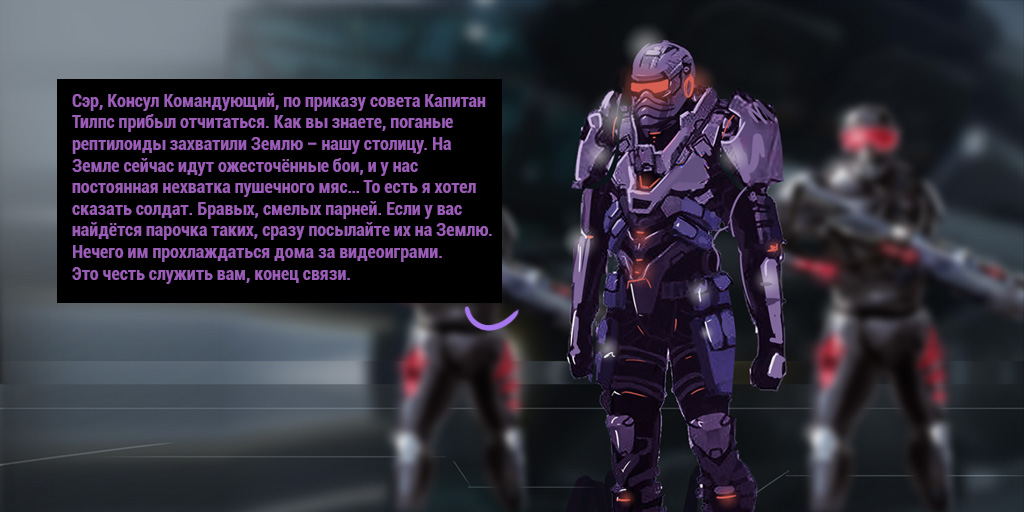 Сэр, Консул Командующий, по приказу совета Капитан
Тилпс прибыл отчитаться. Как вы знаете, поганые
рептилоиды захватили Землю – нашу столицу. На
Земле сейчас идут ожесточённые бои, и у нас
постоянная нехватка пушечного мяс... То есть я хотел
сказать солдат. Бравых, смелых парней. Если у вас
найдётся парочка таких, сразу посылайте их на Землю.
Нечего им прохлаждаться дома за видеоиграми.
Это честь служить вам, конец связи.